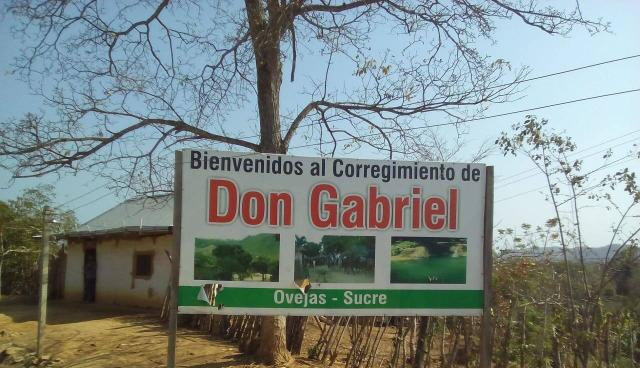 Bienvenidos al Corregimiento de
Don Gabriel
Ovejas - Sucre